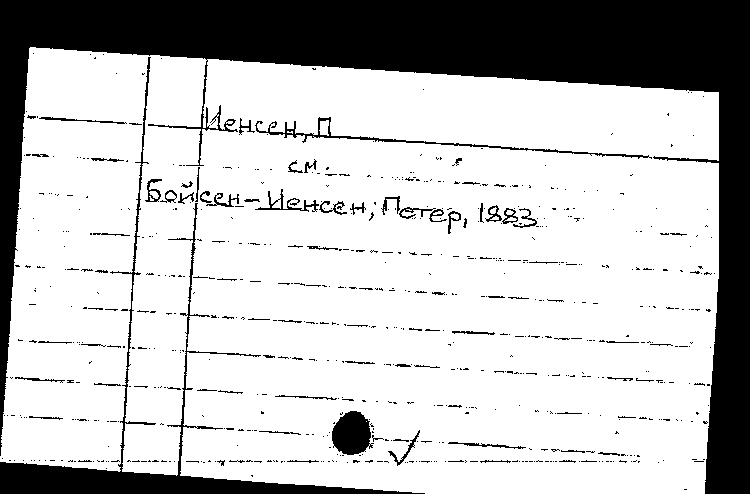 Иенсен, П
см.
Бойсен-Иенсен, Петер, 1883